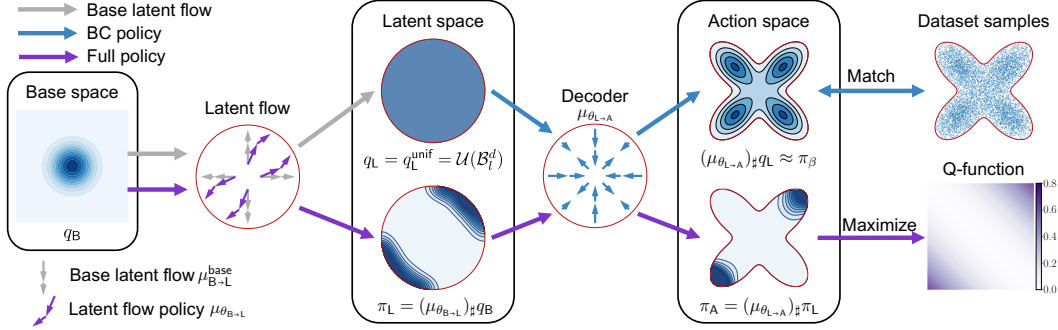 Base latent flow
BC policy
Full policy
Base space
q_B
Latent flow
Base latent flow μ^base_{B→L}
Latent flow policy μ_{θ_{B→L}}
Latent space
q_L = q_L^unif = 𝒰(ℬ_l^d)
π_L = (μ_{θ_{B→L}})_♯ q_B
Decoder
μ_{θ_{L→A}}
Action space
(μ_{θ_{L→A}})_♯ q_L ≈ π_β
π_A = (μ_{θ_{L→A}})_♯ π_L
Match
Maximize
Dataset samples
Q-function
0.8
0.6
0.4
0.2
0.0